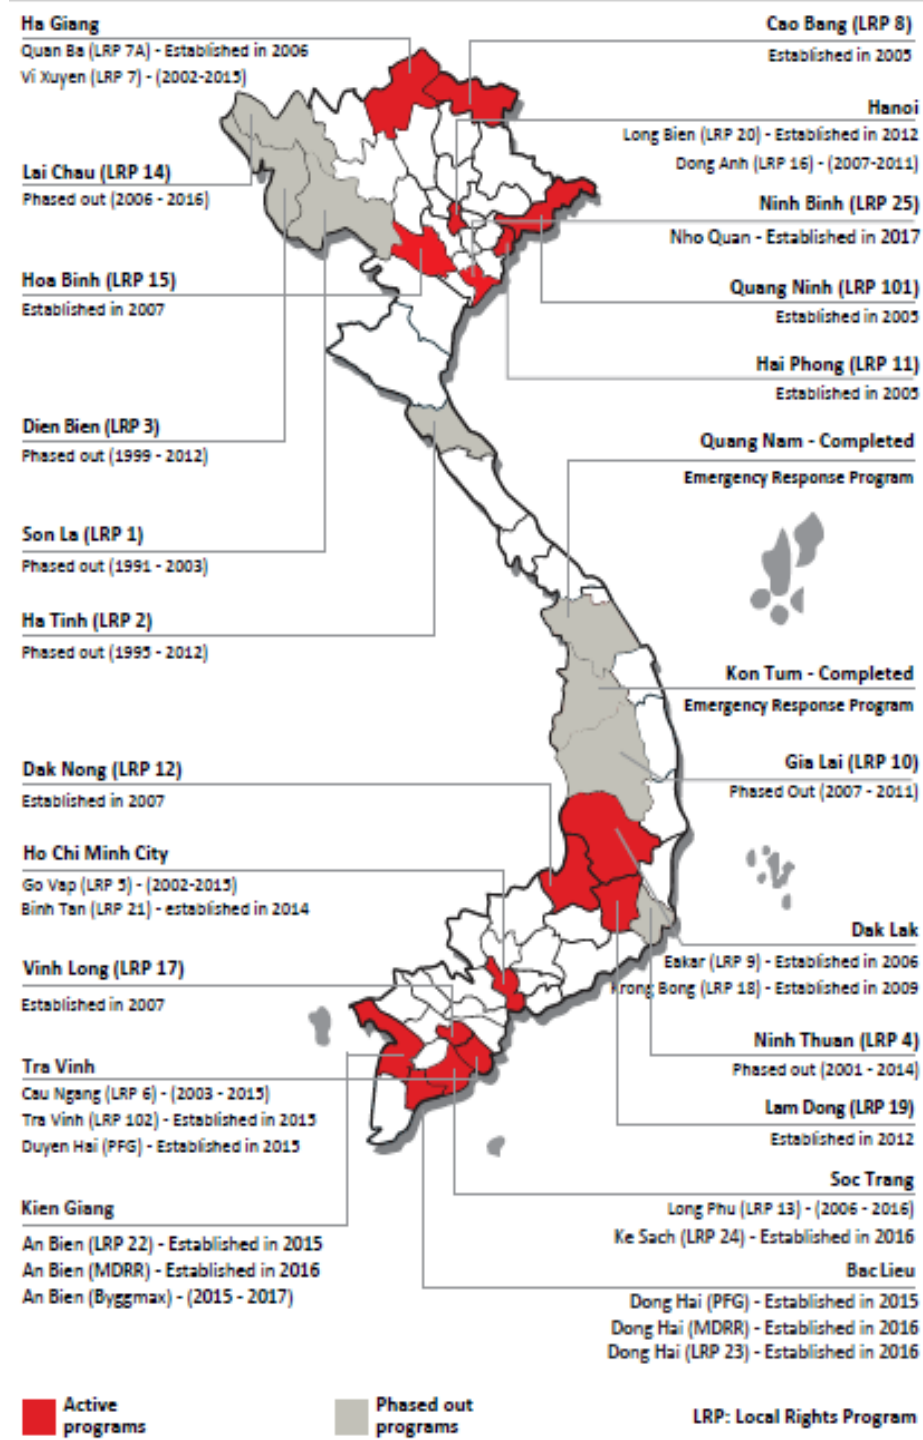 Ha Giang
Quan Ba (LRP 7A) - Established in 2006
Vi Xuyen (LRP 7) - (2002-2015)
Lai Chau (LRP 14)
Phased out (2006 - 2016)
Hoa Binh (LRP 15)
Established in 2007
Dien Bien (LRP 3)
Phased out (1999 - 2012)
Son La (LRP 1)
Phased out (1991 - 2003)
Ha Tinh (LRP 2)
Phased out (1995 - 2012)
Dak Nong (LRP 12)
Established in 2007
Ho Chi Minh City
Go Vap (LRP 5) - (2002-2015)
Binh Tan (LRP 21) - established in 2014
Vinh Long (LRP 17)
Established in 2007
Tra Vinh
Cau Ngang (LRP 6) - (2003 - 2015)
Tra Vinh (LRP 102) - Established in 2015
Duyen Hai (PFG) - Established in 2015
Kien Giang
An Bien (LRP 22) - Established in 2015
An Bien (MDRR) - Established in 2016
An Bien (Byggmax) - (2015 - 2017)
Cao Bang (LRP 8)
Established in 2005
Hanoi
Long Bien (LRP 20) - Established in 2012
Dong Anh (LRP 16) - (2007-2011)
Ninh Binh (LRP 25)
Nho Quan - Established in 2017
Quang Ninh (LRP 101)
Established in 2005
Hai Phong (LRP 11)
Established in 2005
Quang Nam - Completed
Emergency Response Program
Kon Tum - Completed
Emergency Response Program
Gia Lai (LRP 10)
Phased Out (2007 - 2011)
Dak Lak
Eakar (LRP 9) - Established in 2006
Krong Bong (LRP 18) - Established in 2009
Ninh Thuan (LRP 4)
Phased out (2001 - 2014)
Lam Dong (LRP 19)
Established in 2012
Soc Trang
Long Phu (LRP 13) - (2006 - 2016)
Ke Sach (LRP 24) - Established in 2016
Bac Lieu
Dong Hai (PFG) - Established in 2015
Dong Hai (MDRR) - Established in 2016
Dong Hai (LRP 23) - Established in 2016
Active
programs
Phased out
programs
LRP: Local Rights Program